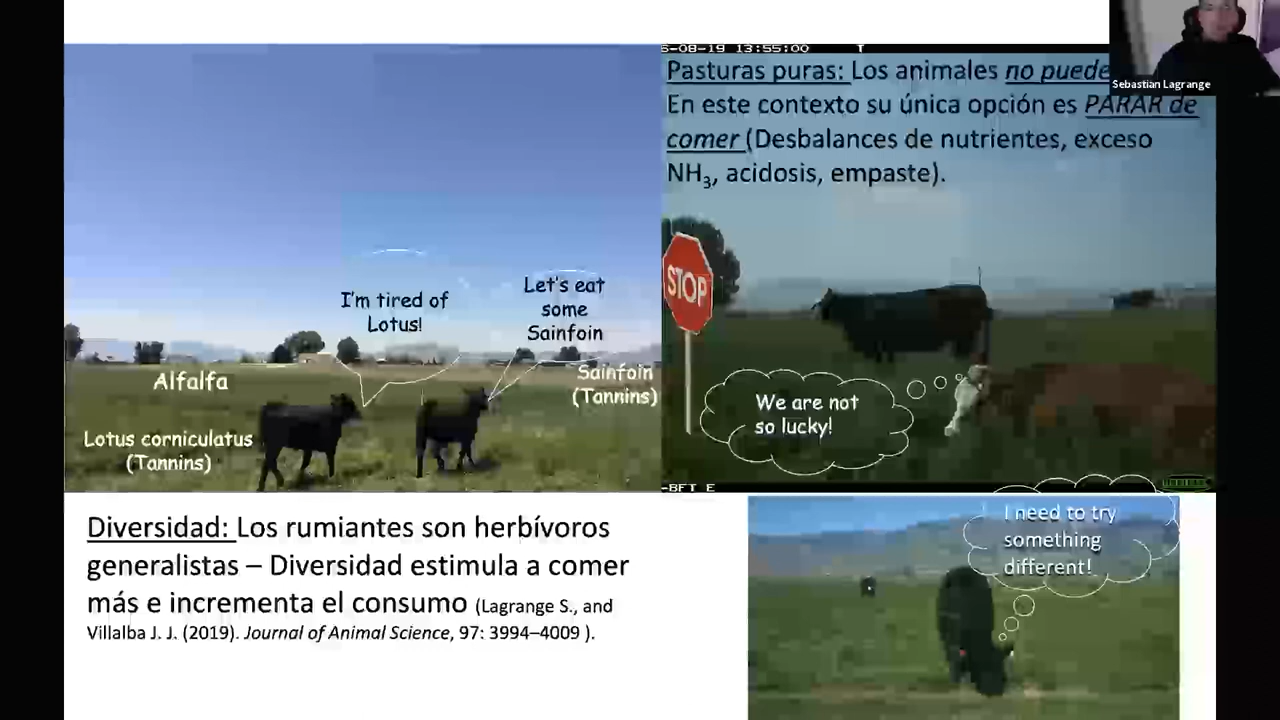 Sebastian Lagrange
I'm tired of
Lotus!
Let's eat
some
Sainfoin
Alfalfa
Sainfoin
(Tannins)
Lotus corniculatus
(Tannins)
6-08-19 13:55:00 T
Pasturas puras: Los animales no puede
En este contexto su única opción es PARAR de
comer (Desbalances de nutrientes, exceso
NH₃, acidosis, empaste).
STOP
We are not
so lucky!
-BFT E
Diversidad: Los rumiantes son herbívoros
generalistas – Diversidad estimula a comer
más e incrementa el consumo (Lagrange S., and
Villalba J. J. (2019). Journal of Animal Science, 97: 3994–4009 ).
I need to try
something
different!